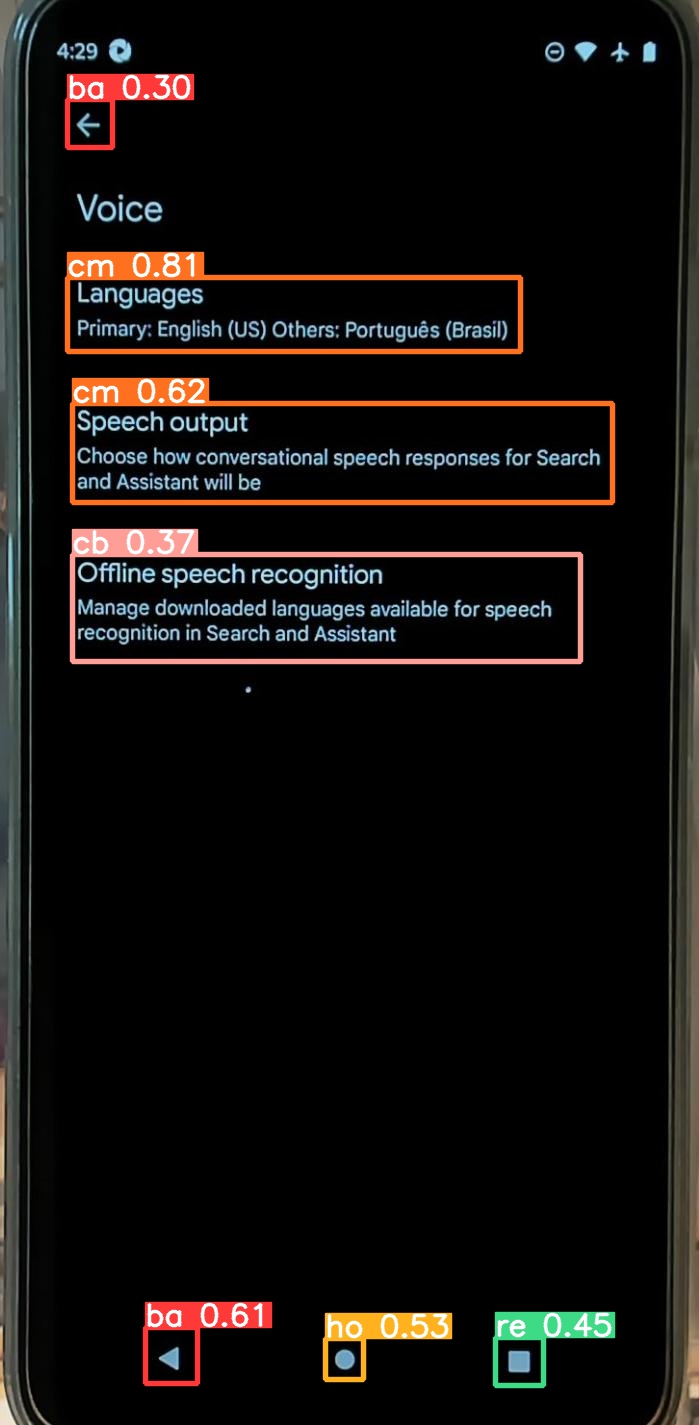 4:29
ba 0.30
Voice
cm 0.81
Languages
Primary: English (US) Others: Português (Brasil)
cm 0.62
Speech output
Choose how conversational speech responses for Search
and Assistant will be
cb 0.37
Offline speech recognition
Manage downloaded languages available for speech
recognition in Search and Assistant
ba 0.61
ho 0.53
re 0.45